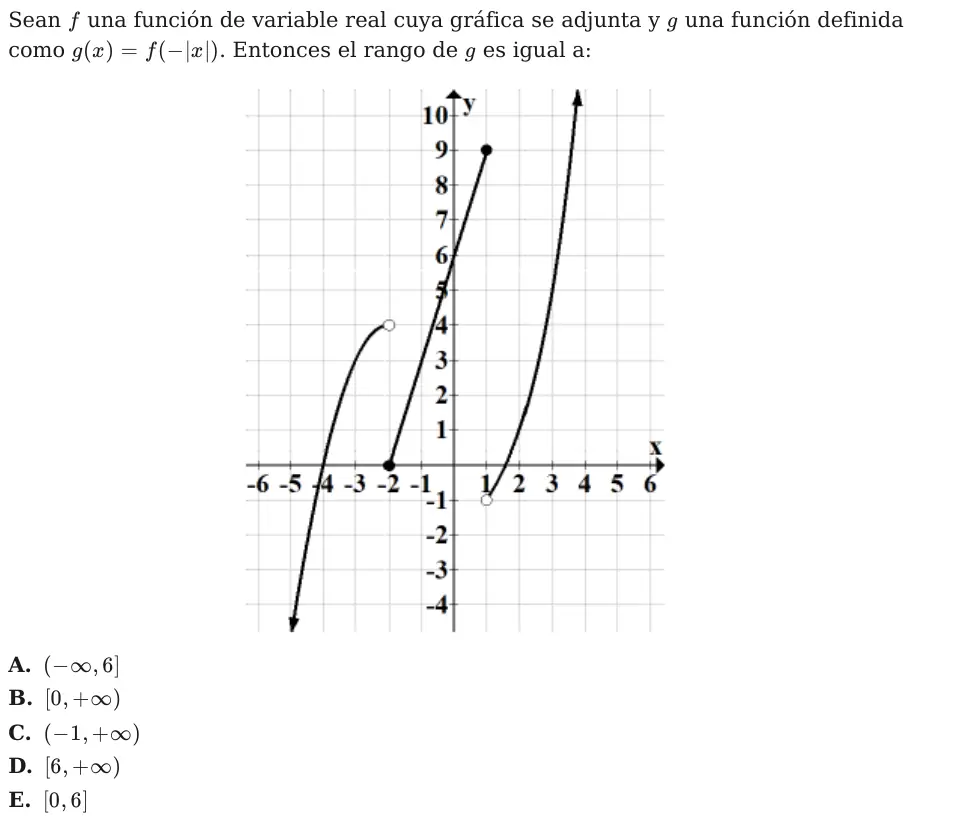 Sean f una función de variable real cuya gráfica se adjunta y g una función definida
como g(x) = f(−|x|). Entonces el rango de g es igual a:
y
10
9
8
7
6
5
4
3
2
1
x
-6 -5 -4 -3 -2 -1 1 2 3 4 5 6
-1
-2
-3
-4
A. (−∞, 6]
B. [0, +∞)
C. (−1, +∞)
D. [6, +∞)
E. [0, 6]